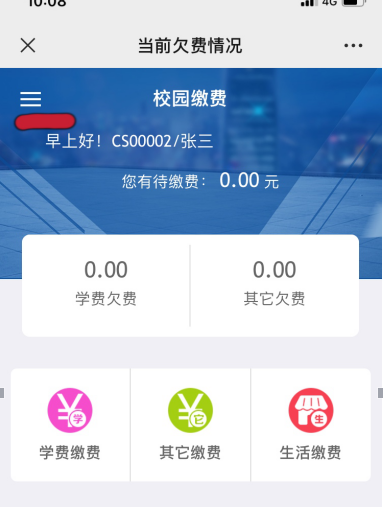 10:08
4G
当前欠费情况
校园缴费
早上好！CS00002/张三
您有待缴费： 0.00 元
0.00
0.00
学费欠费
其它欠费
学
它
生
学费缴费
其它缴费
生活缴费